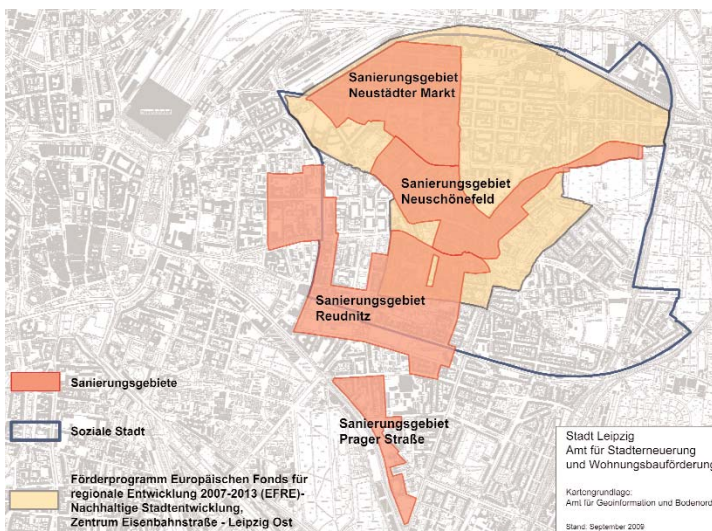 Sanierungsgebiet
Neustädter Markt
Sanierungsgebiet
Neuschönefeld
Sanierungsgebiet
Reudnitz
Sanierungsgebiet
Prager Straße
Sanierungsgebiete
Soziale Stadt
Förderprogramm Europäischen Fonds für
regionale Entwicklung 2007-2013 (EFRE)-
Nachhaltige Stadtentwicklung,
Zentrum Eisenbahnstraße - Leipzig Ost
Stadt Leipzig
Amt für Stadterneuerung
und Wohnungsbauförderung
Kartengrundlage:
Amt für Geoinformation und Bodenord
Stand: September 2009